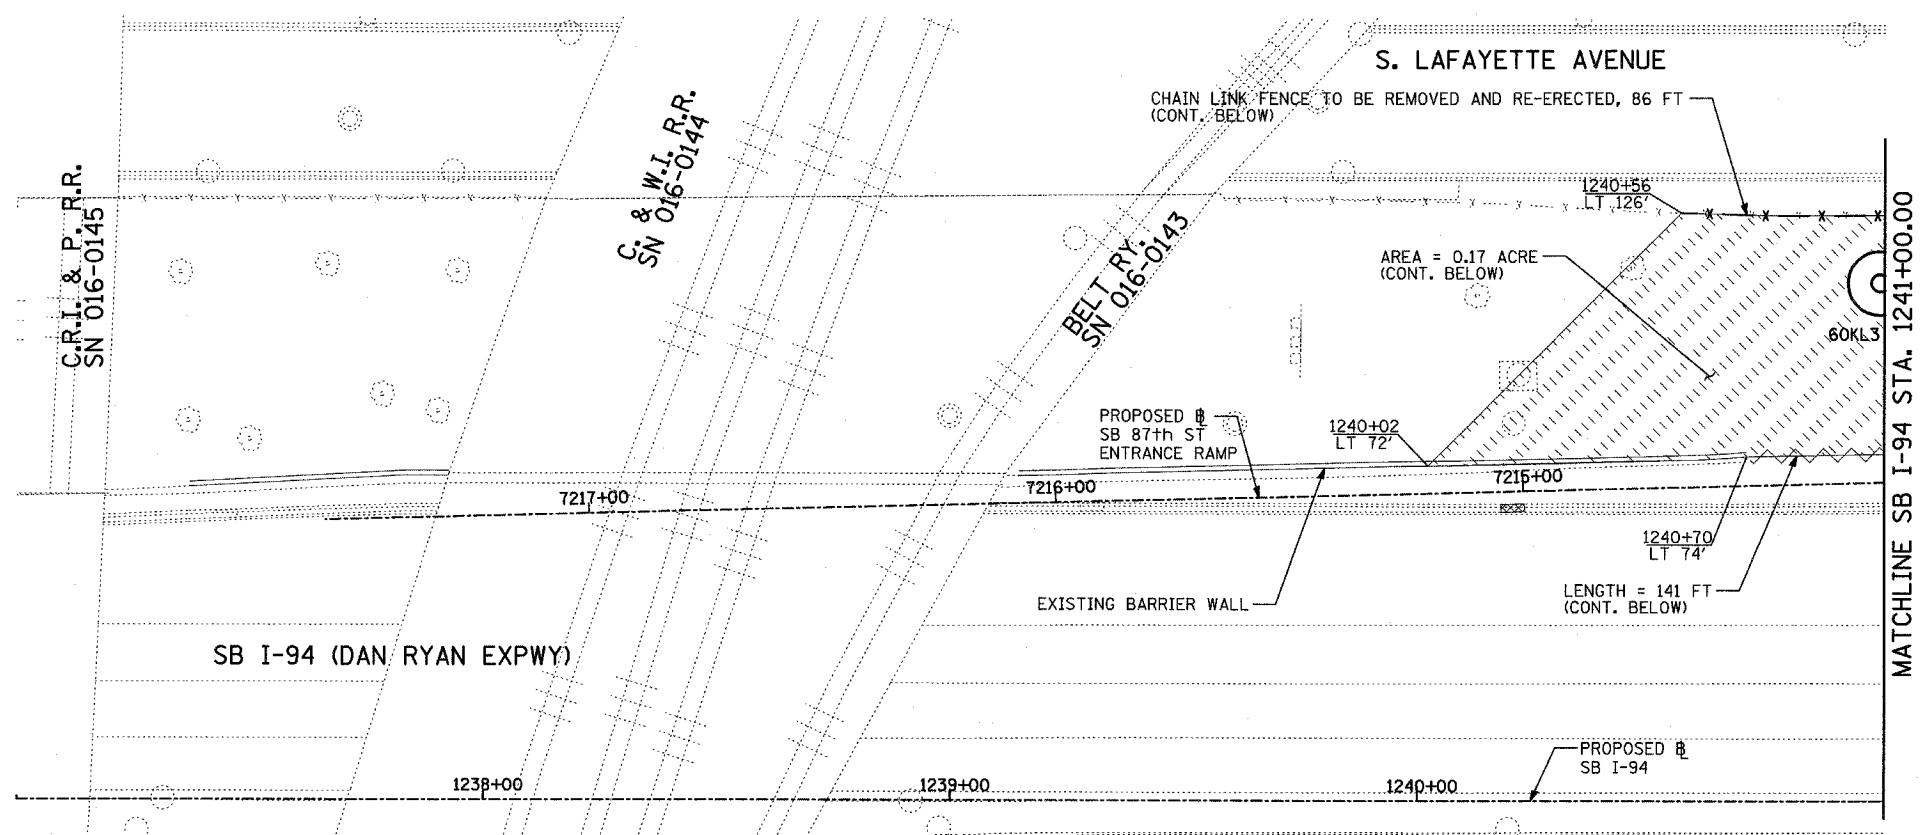 S. LAFAYETTE AVENUE
CHAIN LINK FENCE TO BE REMOVED AND RE-ERECTED, 86 FT
(CONT. BELOW)
C. & W.I. R.R.
SN 016-0144
C.R.I. & P. R.R.
SN 016-0145
1240+56
LT 126'
BELT RY.
SN 016-0143
AREA = 0.17 ACRE
(CONT. BELOW)
60KL3
MATCHLINE SB I-94 STA. 1241+00.00
PROPOSED ℄
SB 87th ST
ENTRANCE RAMP
1240+02
LT 72'
7217+00
7216+00
7215+00
1240+70
LT 74'
EXISTING BARRIER WALL
LENGTH = 141 FT
(CONT. BELOW)
SB I-94 (DAN RYAN EXPWY)
PROPOSED ℄
SB I-94
1238+00
1239+00
1240+00